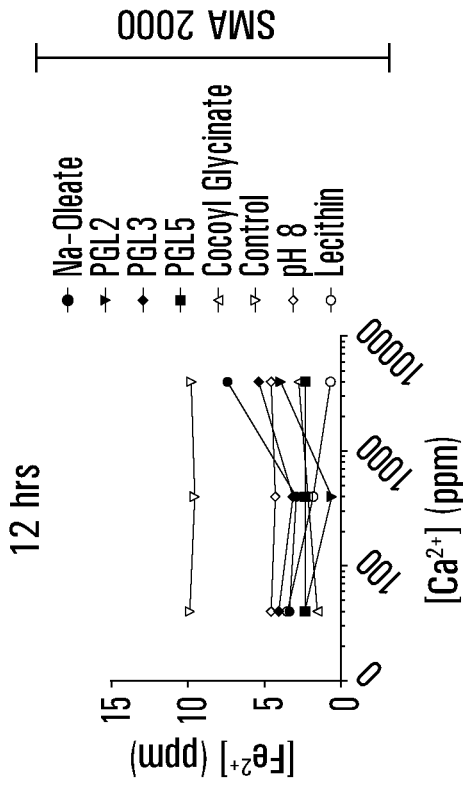 12 hrs
[Fe²⁺] (ppm)
15
10
5
0
0
100
1000
10000
[Ca²⁺] (ppm)
Na-Oleate
PGL2
PGL3
PGL5
Cocoyl Glycinate
Control
pH 8
Lecithin
SMA 2000